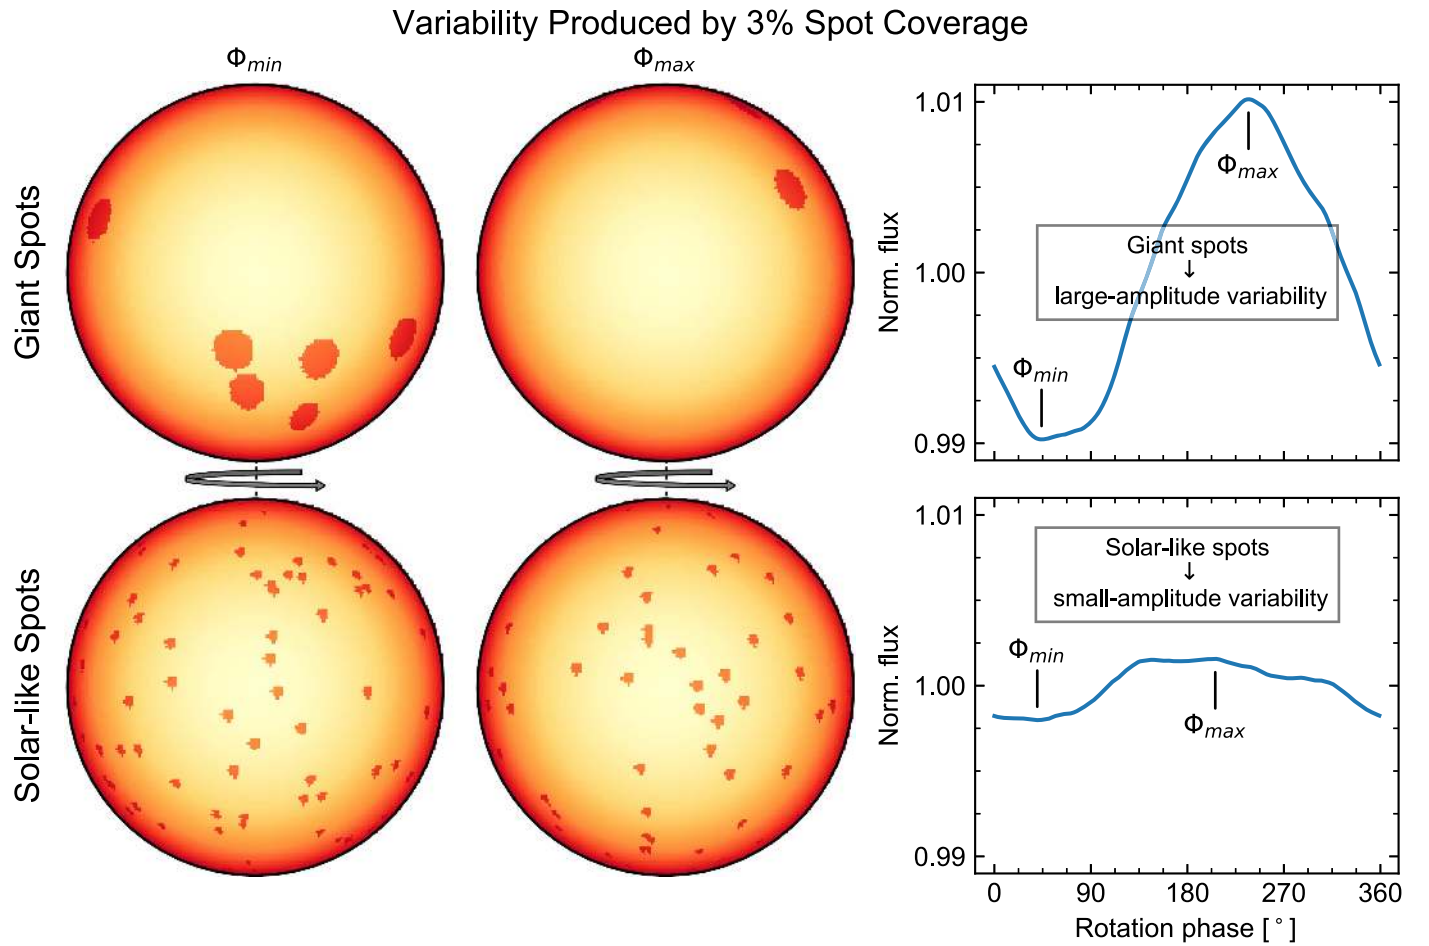 Variability Produced by 3% Spot Coverage
Φmin
Φmax
Giant Spots
Solar-like Spots
1.01
1.00
0.99
Norm. flux
Φmax
Giant spots
↓
large-amplitude variability
Φmin
1.01
1.00
0.99
Norm. flux
Solar-like spots
↓
small-amplitude variability
Φmin
Φmax
0
90
180
270
360
Rotation phase [°]